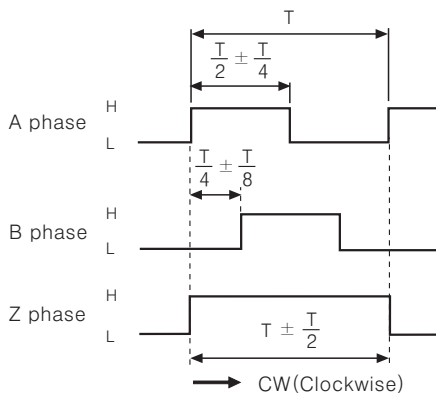 T
T/2 ± T/4
A phase H
L
T/4 ± T/8
B phase H
L
Z phase H
L
T ± T/2
CW(Clockwise)